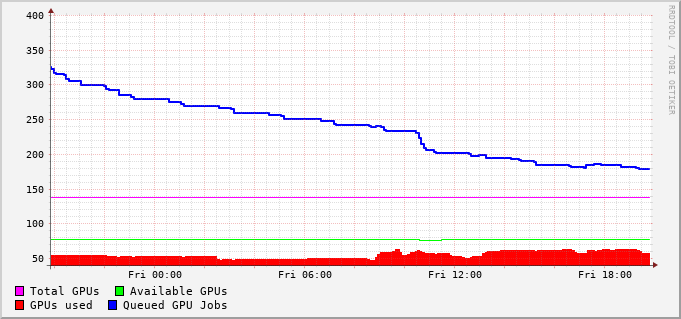 400
350
300
250
200
150
100
50
Fri 00:00 Fri 06:00 Fri 12:00 Fri 18:00
Total GPUs Available GPUs
GPUs used Queued GPU Jobs
RRDTOOL / TOBI OETIKER